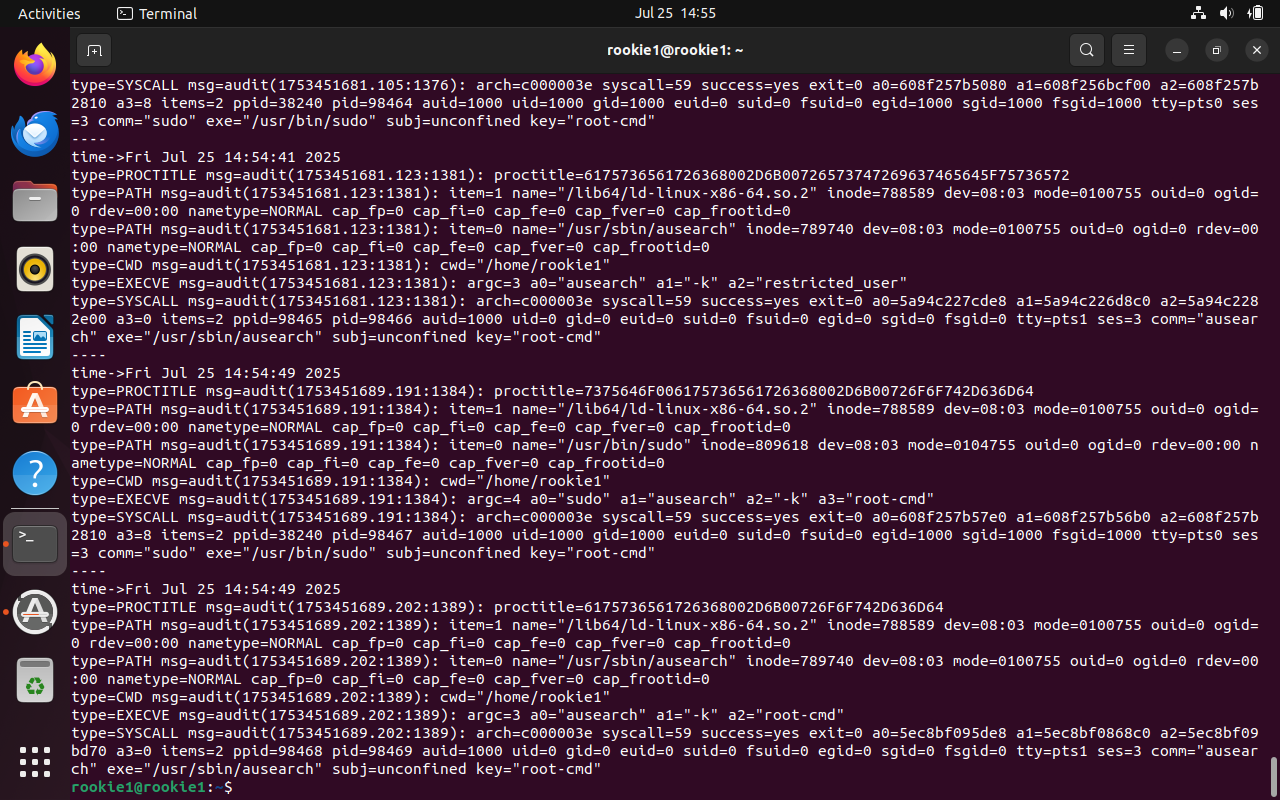 Activities Terminal Jul 25 14:55
rookie1@rookie1: ~
type=SYSCALL msg=audit(1753451681.105:1376): arch=c000003e syscall=59 success=yes exit=0 a0=608f257b5080 a1=608f256bcf00 a2=608f257b
2810 a3=8 items=2 ppid=38240 pid=98464 auid=1000 uid=1000 gid=1000 euid=0 suid=0 fsuid=0 egid=1000 sgid=1000 fsgid=1000 tty=pts0 ses
=3 comm="sudo" exe="/usr/bin/sudo" subj=unconfined key="root-cmd"
----
time->Fri Jul 25 14:54:41 2025
type=PROCTITLE msg=audit(1753451681.123:1381): proctitle=6175736561726368002D6B00726573747269637465645F75736572
type=PATH msg=audit(1753451681.123:1381): item=1 name="/lib64/ld-linux-x86-64.so.2" inode=788589 dev=08:03 mode=0100755 ouid=0 ogid=
0 rdev=00:00 nametype=NORMAL cap_fp=0 cap_fi=0 cap_fe=0 cap_fver=0 cap_frootid=0
type=PATH msg=audit(1753451681.123:1381): item=0 name="/usr/sbin/ausearch" inode=789740 dev=08:03 mode=0100755 ouid=0 ogid=0 rdev=00
:00 nametype=NORMAL cap_fp=0 cap_fi=0 cap_fe=0 cap_fver=0 cap_frootid=0
type=CWD msg=audit(1753451681.123:1381): cwd="/home/rookie1"
type=EXECVE msg=audit(1753451681.123:1381): argc=3 a0="ausearch" a1="-k" a2="restricted_user"
type=SYSCALL msg=audit(1753451681.123:1381): arch=c000003e syscall=59 success=yes exit=0 a0=5a94c227cde8 a1=5a94c226d8c0 a2=5a94c228
2e00 a3=0 items=2 ppid=98465 pid=98466 auid=1000 uid=0 gid=0 euid=0 suid=0 fsuid=0 egid=0 sgid=0 fsgid=0 tty=pts1 ses=3 comm="ausear
ch" exe="/usr/sbin/ausearch" subj=unconfined key="root-cmd"
----
time->Fri Jul 25 14:54:49 2025
type=PROCTITLE msg=audit(1753451689.191:1384): proctitle=7375646F006175736561726368002D6B00726F6F742D636D64
type=PATH msg=audit(1753451689.191:1384): item=1 name="/lib64/ld-linux-x86-64.so.2" inode=788589 dev=08:03 mode=0100755 ouid=0 ogid=
0 rdev=00:00 nametype=NORMAL cap_fp=0 cap_fi=0 cap_fe=0 cap_fver=0 cap_frootid=0
type=PATH msg=audit(1753451689.191:1384): item=0 name="/usr/bin/sudo" inode=809618 dev=08:03 mode=0104755 ouid=0 ogid=0 rdev=00:00 n
ametype=NORMAL cap_fp=0 cap_fi=0 cap_fe=0 cap_fver=0 cap_frootid=0
type=CWD msg=audit(1753451689.191:1384): cwd="/home/rookie1"
type=EXECVE msg=audit(1753451689.191:1384): argc=4 a0="sudo" a1="ausearch" a2="-k" a3="root-cmd"
type=SYSCALL msg=audit(1753451689.191:1384): arch=c000003e syscall=59 success=yes exit=0 a0=608f257b57e0 a1=608f257b56b0 a2=608f257b
2810 a3=8 items=2 ppid=38240 pid=98467 auid=1000 uid=1000 gid=1000 euid=0 suid=0 fsuid=0 egid=1000 sgid=1000 fsgid=1000 tty=pts0 ses
=3 comm="sudo" exe="/usr/bin/sudo" subj=unconfined key="root-cmd"
----
time->Fri Jul 25 14:54:49 2025
type=PROCTITLE msg=audit(1753451689.202:1389): proctitle=6175736561726368002D6B00726F6F742D636D64
type=PATH msg=audit(1753451689.202:1389): item=1 name="/lib64/ld-linux-x86-64.so.2" inode=788589 dev=08:03 mode=0100755 ouid=0 ogid=
0 rdev=00:00 nametype=NORMAL cap_fp=0 cap_fi=0 cap_fe=0 cap_fver=0 cap_frootid=0
type=PATH msg=audit(1753451689.202:1389): item=0 name="/usr/sbin/ausearch" inode=789740 dev=08:03 mode=0100755 ouid=0 ogid=0 rdev=00
:00 nametype=NORMAL cap_fp=0 cap_fi=0 cap_fe=0 cap_fver=0 cap_frootid=0
type=CWD msg=audit(1753451689.202:1389): cwd="/home/rookie1"
type=EXECVE msg=audit(1753451689.202:1389): argc=3 a0="ausearch" a1="-k" a2="root-cmd"
type=SYSCALL msg=audit(1753451689.202:1389): arch=c000003e syscall=59 success=yes exit=0 a0=5ec8bf095de8 a1=5ec8bf0868c0 a2=5ec8bf09
bd70 a3=0 items=2 ppid=98468 pid=98469 auid=1000 uid=0 gid=0 euid=0 suid=0 fsuid=0 egid=0 sgid=0 fsgid=0 tty=pts1 ses=3 comm="ausear
ch" exe="/usr/sbin/ausearch" subj=unconfined key="root-cmd"
rookie1@rookie1:~$